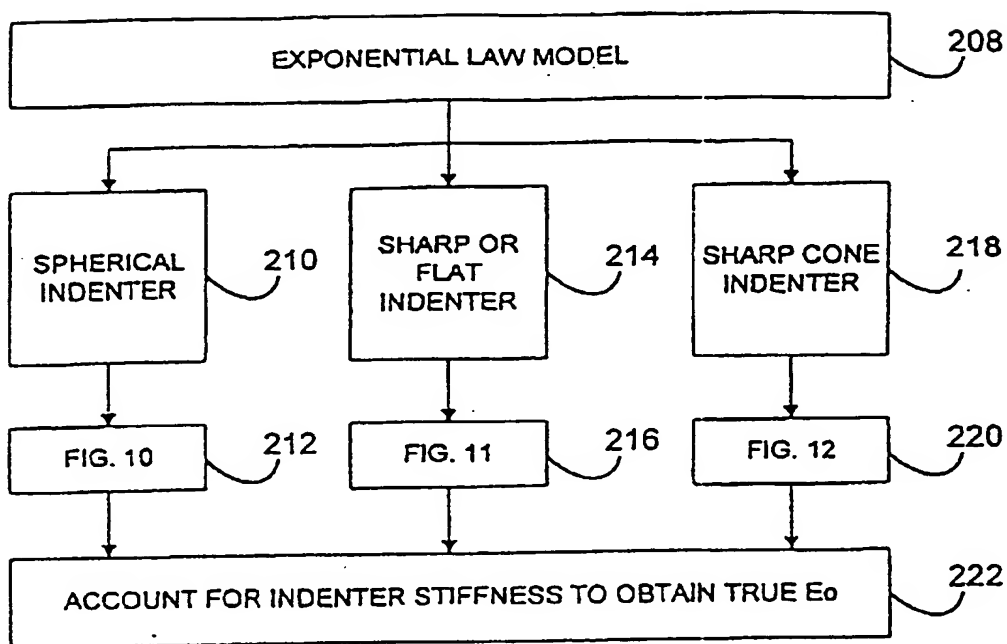 EXPONENTIAL LAW MODEL
208
SPHERICAL
INDENTER
210
SHARP OR
FLAT
INDENTER
214
SHARP CONE
INDENTER
218
FIG. 10
212
FIG. 11
216
FIG. 12
220
ACCOUNT FOR INDENTER STIFFNESS TO OBTAIN TRUE Eo
222